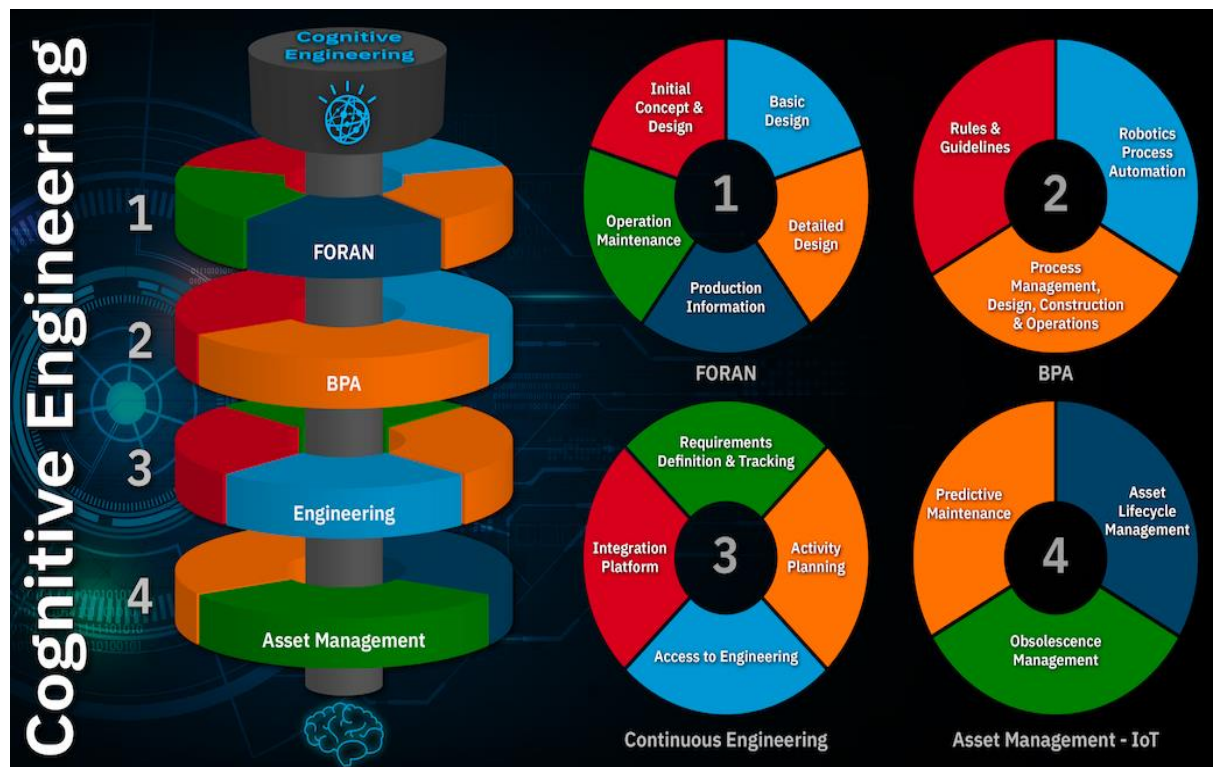 Cognitive Engineering
Cognitive
Engineering
1
FORAN
2
BPA
3
Engineering
4
Asset Management
Initial
Concept &
Design
Basic
Design
Operation
Maintenance
1
Detailed
Design
Production
Information
FORAN
Rules &
Guidelines
Robotics
Process
Automation
2
Process
Management,
Design, Construction
& Operations
BPA
Requirements
Definition & Tracking
Integration
Platform
3
Activity
Planning
Access to Engineering
Continuous Engineering
Predictive
Maintenance
Asset
Lifecycle
Management
4
Obsolescence
Management
Asset Management - IoT